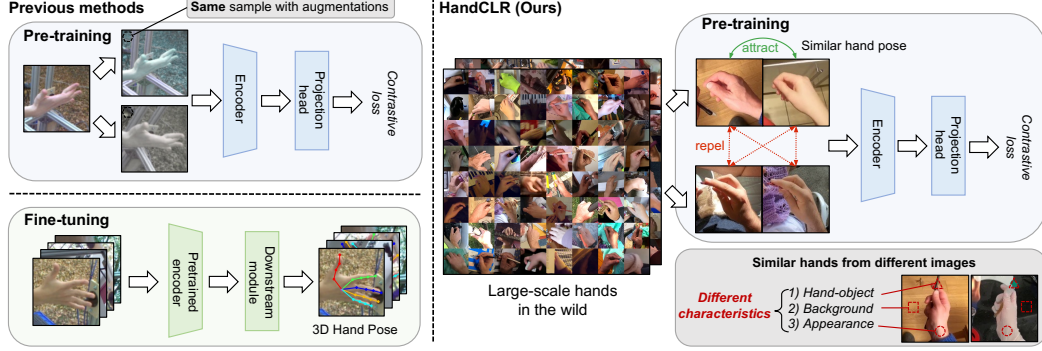 Previous methods
Same sample with augmentations
Pre-training
Encoder
Projection
head
Contrastive
loss
Fine-tuning
Pretrained
encoder
Downstream
module
3D Hand Pose
HandCLR (Ours)
Large-scale hands
in the wild
Pre-training
attract
Similar hand pose
repel
Encoder
Projection
head
Contrastive
loss
Similar hands from different images
Different
characteristics
1) Hand-object
2) Background
3) Appearance